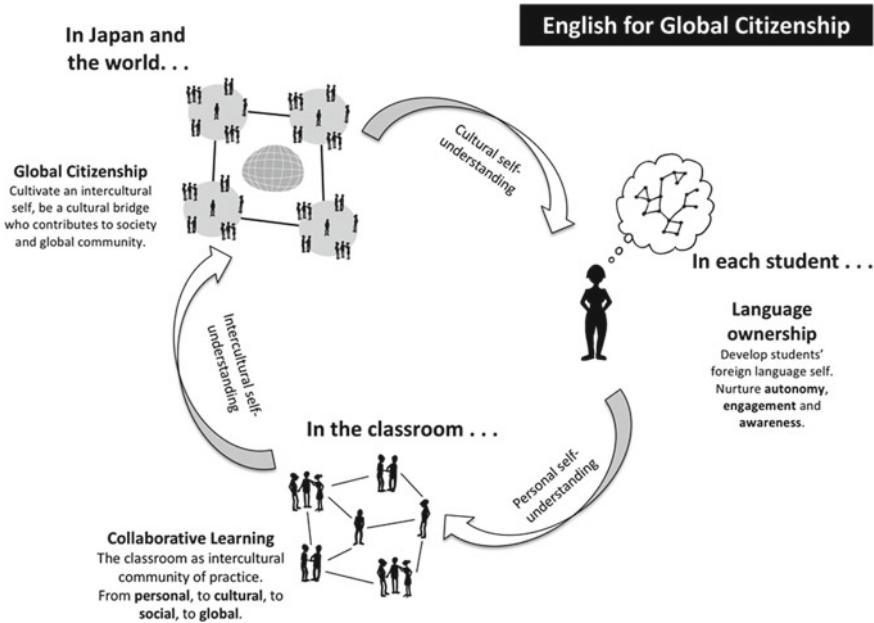 English for Global Citizenship
In Japan and
the world. . .
Global Citizenship
Cultivate an intercultural
self, be a cultural bridge
who contributes to society
and global community.
Cultural self-
understanding
In each student . . .
Language
ownership
Develop students’
foreign language self.
Nurture autonomy,
engagement and
awareness.
Personal self-
understanding
In the classroom . . .
Collaborative Learning
The classroom as intercultural
community of practice.
From personal, to cultural, to
social, to global.
Intercultural self-
understanding